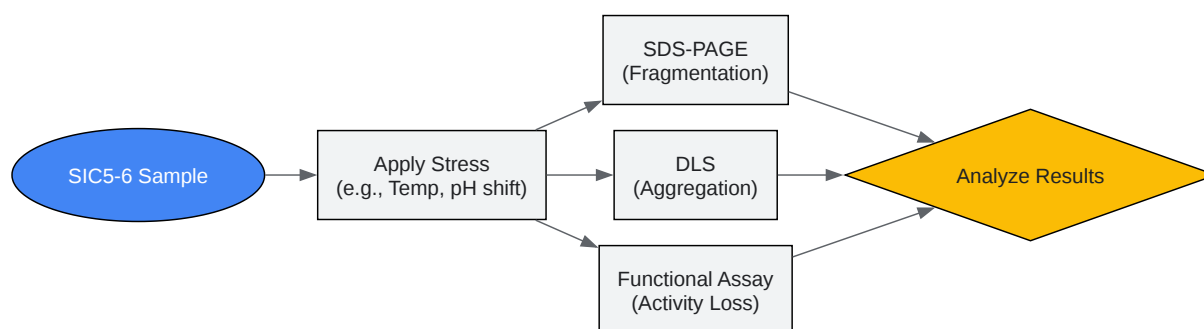 SIC5-6 Sample
Apply Stress
(e.g., Temp, pH shift)
SDS-PAGE
(Fragmentation)
DLS
(Aggregation)
Functional Assay
(Activity Loss)
Analyze Results